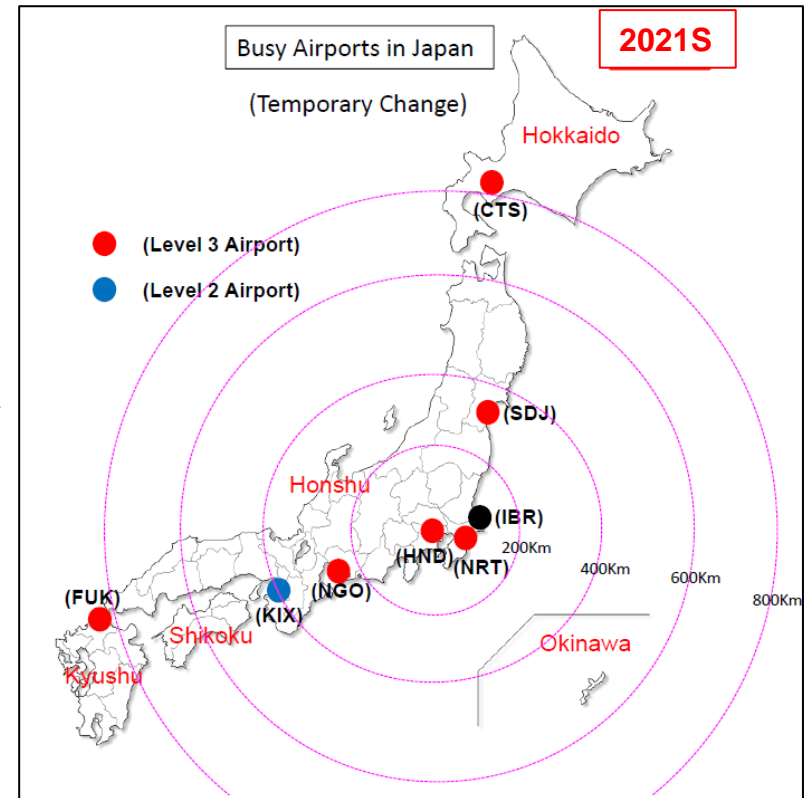 Busy Airports in Japan
2021S
(Temporary Change)
Hokkaido
(CTS)
(Level 3 Airport)
(Level 2 Airport)
(SDJ)
Honshu
(IBR)
(HND)
(NRT)
200Km
400Km
600Km
800Km
(NGO)
(KIX)
(FUK)
Shikoku
Okinawa
Kyushu